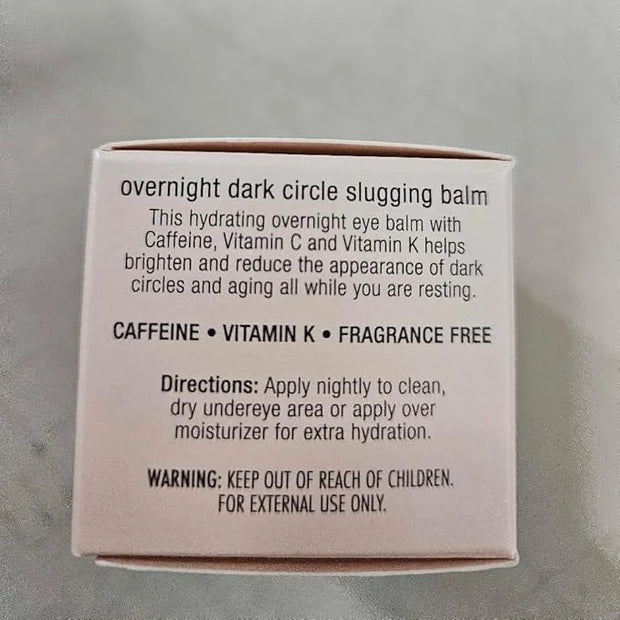 overnight dark circle slugging balm
This hydrating overnight eye balm with
Caffeine, Vitamin C and Vitamin K helps
brighten and reduce the appearance of dark
circles and aging all while you are resting.
CAFFEINE • VITAMIN K • FRAGRANCE FREE
Directions: Apply nightly to clean,
dry undereye area or apply over
moisturizer for extra hydration.
WARNING: KEEP OUT OF REACH OF CHILDREN.
FOR EXTERNAL USE ONLY.